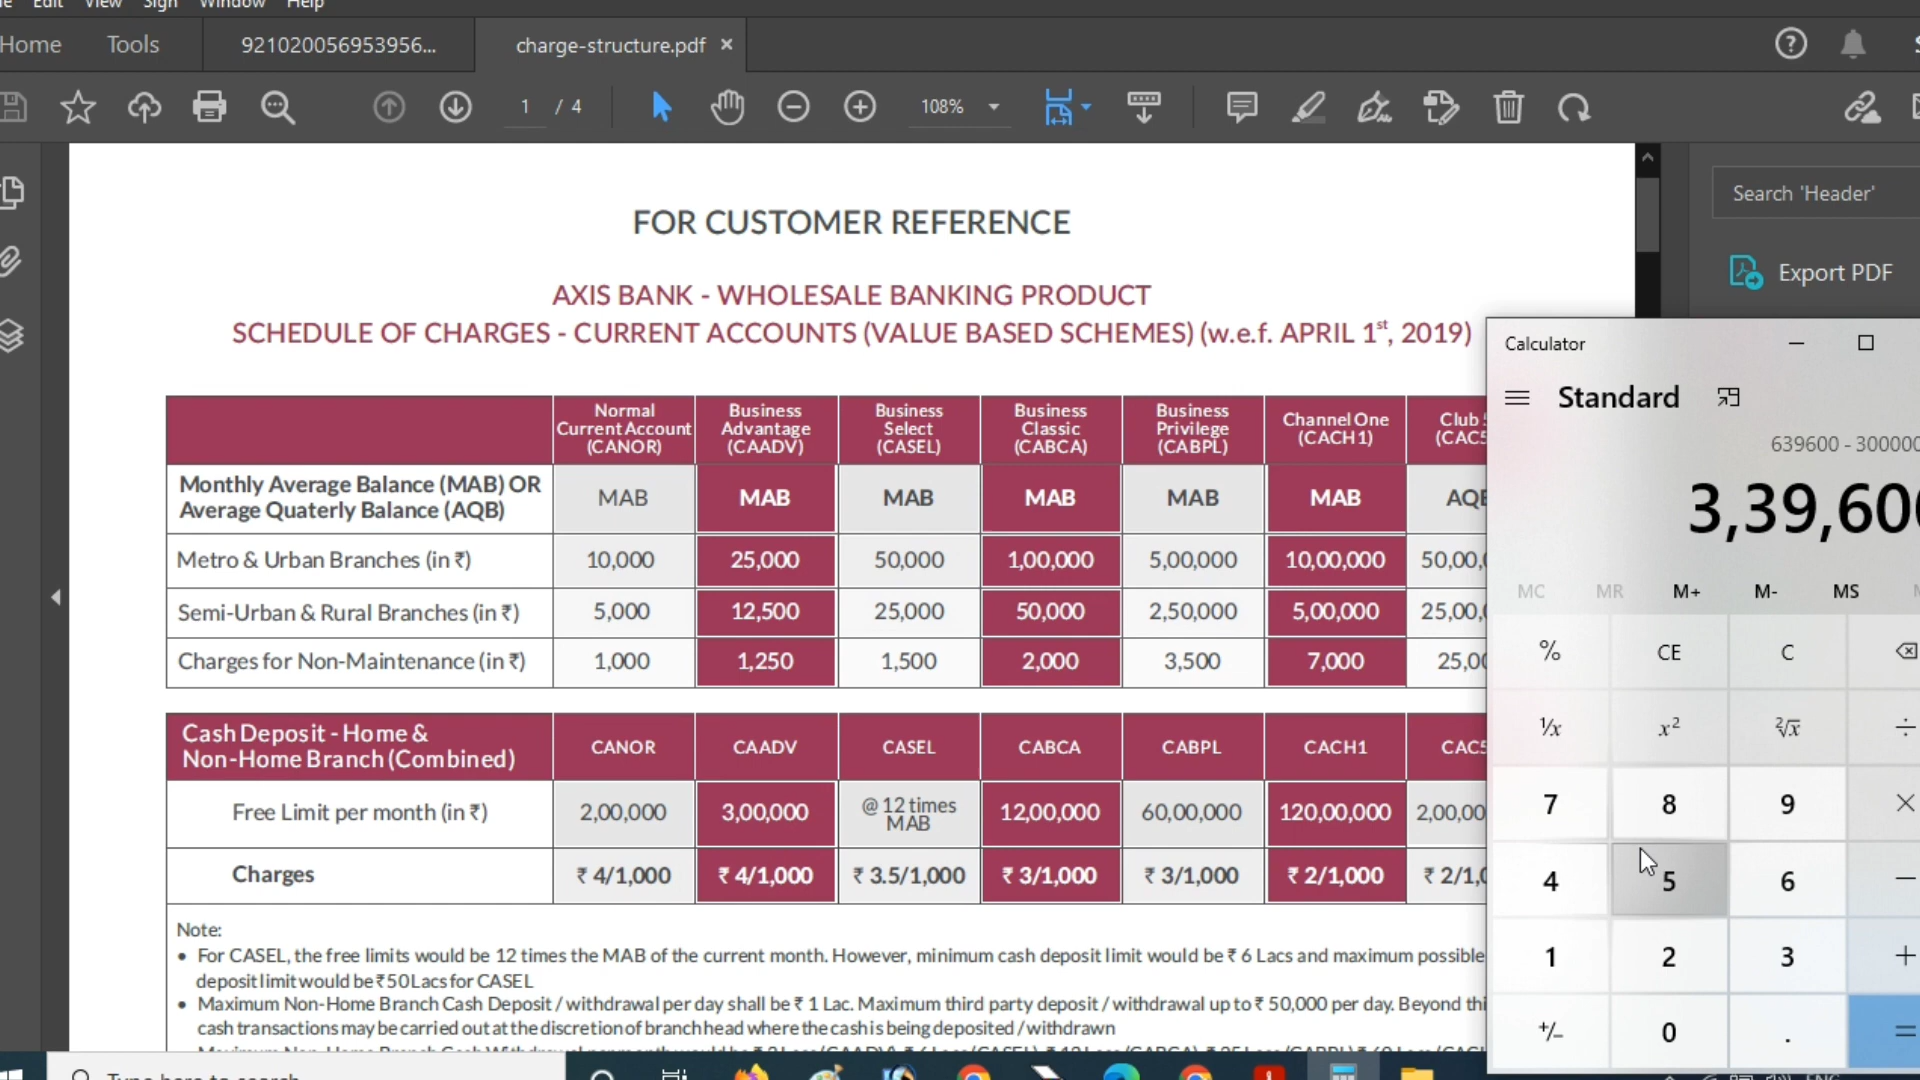 Edit View Sign Window Help
Home Tools 921020056953956... charge-structure.pdf ×
1 / 4 108%
Search 'Header'
Export PDF
FOR CUSTOMER REFERENCE
AXIS BANK - WHOLESALE BANKING PRODUCT
SCHEDULE OF CHARGES - CURRENT ACCOUNTS (VALUE BASED SCHEMES) (w.e.f. APRIL 1st, 2019)
Normal Current Account (CANOR) Business Advantage (CAADV) Business Select (CASEL) Business Classic (CABCA) Business Privilege (CABPL) Channel One (CACH1) Club
Monthly Average Balance (MAB) OR Average Quaterly Balance (AQB) MAB MAB MAB MAB MAB MAB
Metro & Urban Branches (in ₹) 10,000 25,000 50,000 1,00,000 5,00,000 10,00,000
Semi-Urban & Rural Branches (in ₹) 5,000 12,500 25,000 50,000 2,50,000 5,00,000
Charges for Non-Maintenance (in ₹) 1,000 1,250 1,500 2,000 3,500 7,000
Cash Deposit - Home & Non-Home Branch (Combined) CANOR CAADV CASEL CABCA CABPL CACH1
Free Limit per month (in ₹) 2,00,000 3,00,000 @ 12 times MAB 12,00,000 60,00,000 120,00,000
Charges ₹ 4/1,000 ₹ 4/1,000 ₹ 3.5/1,000 ₹ 3/1,000 ₹ 3/1,000 ₹ 2/1,000
Note:
• For CASEL, the free limits would be 12 times the MAB of the current month. However, minimum cash deposit limit would be ₹ 6 Lacs and maximum possible
deposit limit would be ₹ 50 Lacs for CASEL
• Maximum Non-Home Branch Cash Deposit / withdrawal per day shall be ₹ 1 Lac. Maximum third party deposit / withdrawal up to ₹ 50,000 per day. Beyond
cash transactions may be carried out at the discretion of branch head where the cash is being deposited / withdrawn
Calculator
Standard
639600 - 300000
3,39,600
MC MR M+ M- MS
% CE C
¹/x x² ²√x ÷
7 8 9 ×
4 5 6 −
1 2 3 +
+/− 0 . =
Type here to search
ENG